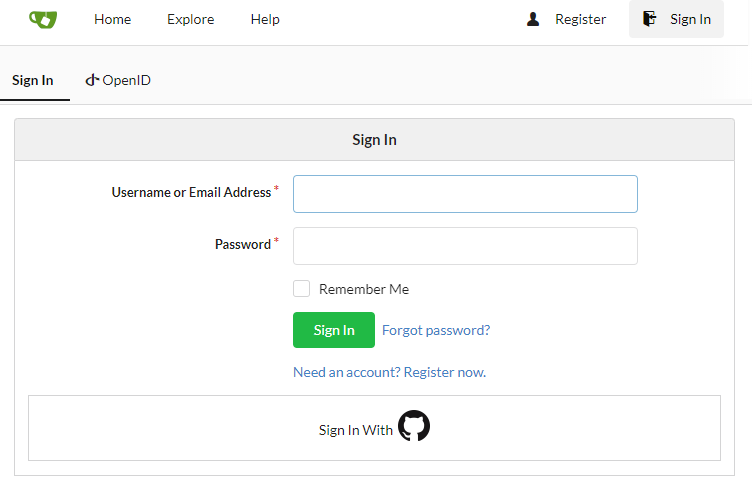 Home Explore Help Register Sign In
Sign In OpenID
Sign In
Username or Email Address *
Password *
Remember Me
Sign In Forgot password?
Need an account? Register now.
Sign In With